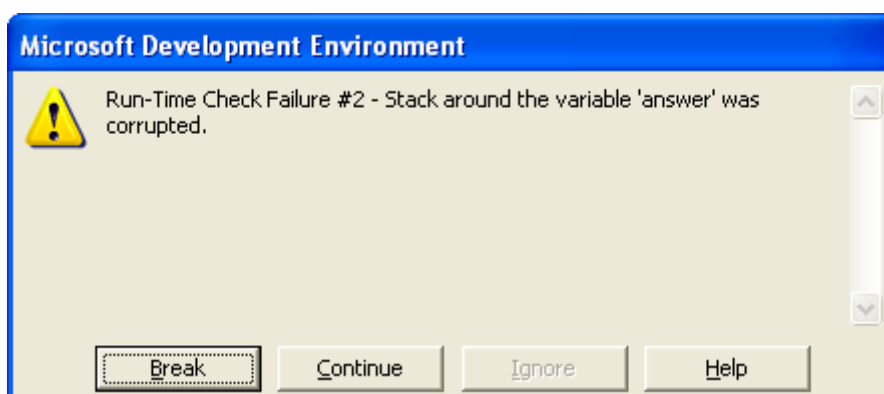 Microsoft Development Environment
Run-Time Check Failure #2 - Stack around the variable 'answer' was
corrupted.
Break Continue Ignore Help